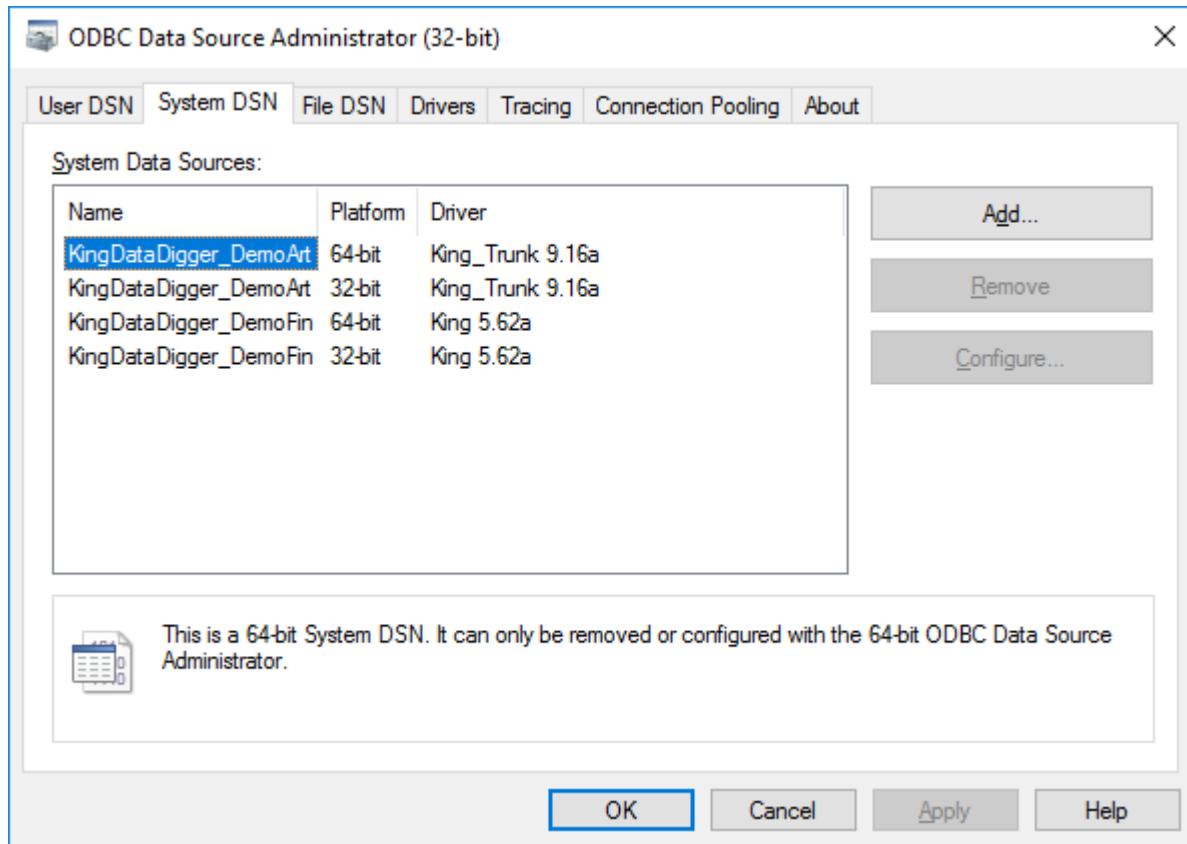 ODBC Data Source Administrator (32-bit)
User DSN System DSN File DSN Drivers Tracing Connection Pooling About
System Data Sources:
Name Platform Driver
KingDataDigger_DemoArt 64-bit King_Trunk 9.16a
KingDataDigger_DemoArt 32-bit King_Trunk 9.16a
KingDataDigger_DemoFin 64-bit King 5.62a
KingDataDigger_DemoFin 32-bit King 5.62a
Add...
Remove
Configure...
This is a 64-bit System DSN. It can only be removed or configured with the 64-bit ODBC Data Source
Administrator.
OK Cancel Apply Help